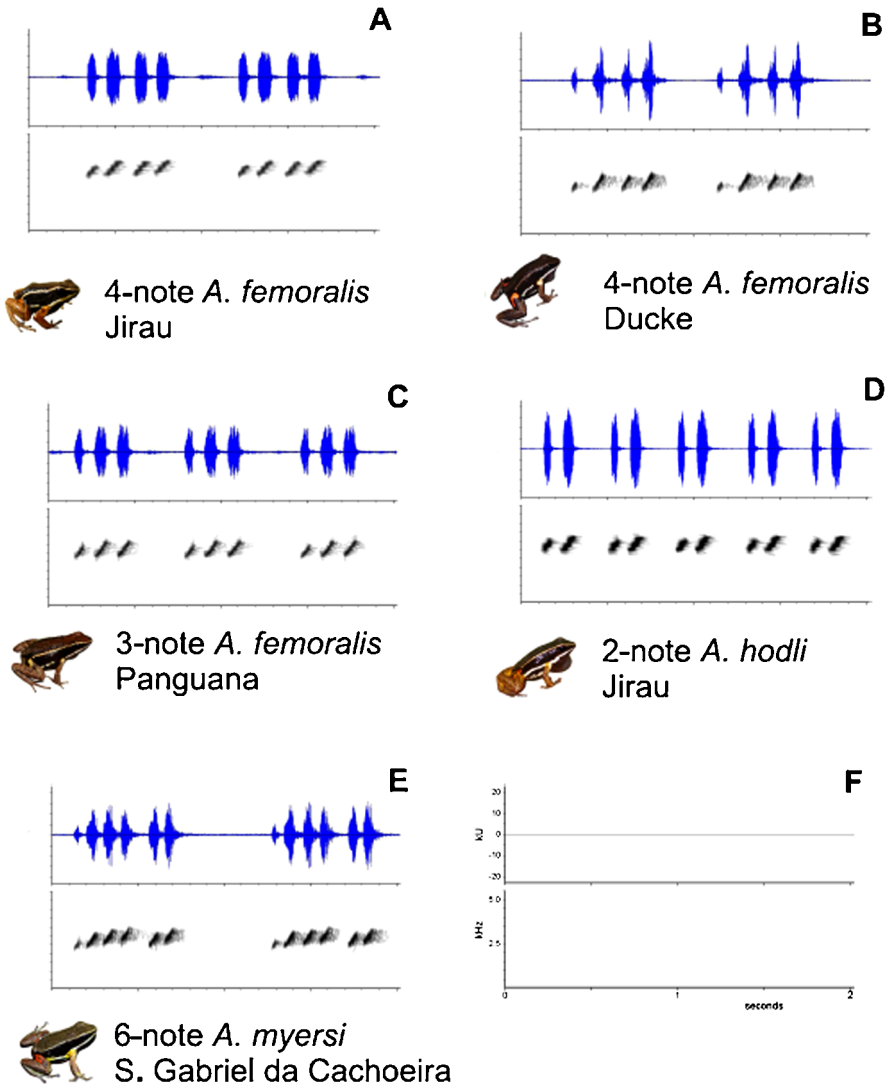 A
B
4-note A. femoralis
Jirau
4-note A. femoralis
Ducke
C
D
3-note A. femoralis
Panguana
2-note A. hodli
Jirau
E
F
20
10
0
-10
-20
kU
5.0
2.5
kHz
0
1
2
seconds
6-note A. myersi
S. Gabriel da Cachoeira